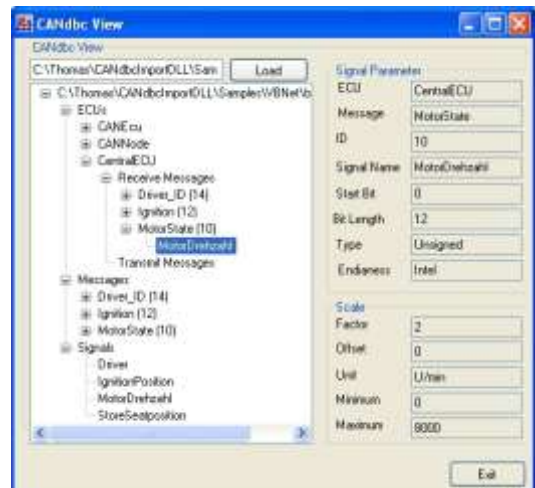 CANdbc View
CANdbc View
C:\Thomas\CANdbcImportDLL\Sam
Load
C:\Thomas\CANdbcImportDLL\Samples\VBNet\b
ECUs
CANEcu
CANNode
CentralECU
Receive Messages
Driver_ID (14)
Ignition (12)
MotorState (10)
MotorDrehzahl
Transmit Messages
Messages
Driver_ID (14)
Ignition (12)
MotorState (10)
Signals
Driver
IgnitionPosition
MotorDrehzahl
StoreSeatposition
Signal Parameter
ECU CentralECU
Message MotorState
ID 10
Signal Name MotorDrehzahl
Start Bit 0
Bit Length 12
Type Unsigned
Endianess Intel
Scale
Factor 2
Offset 0
Unit U/min
Minimum 0
Maximum 8000
Exit